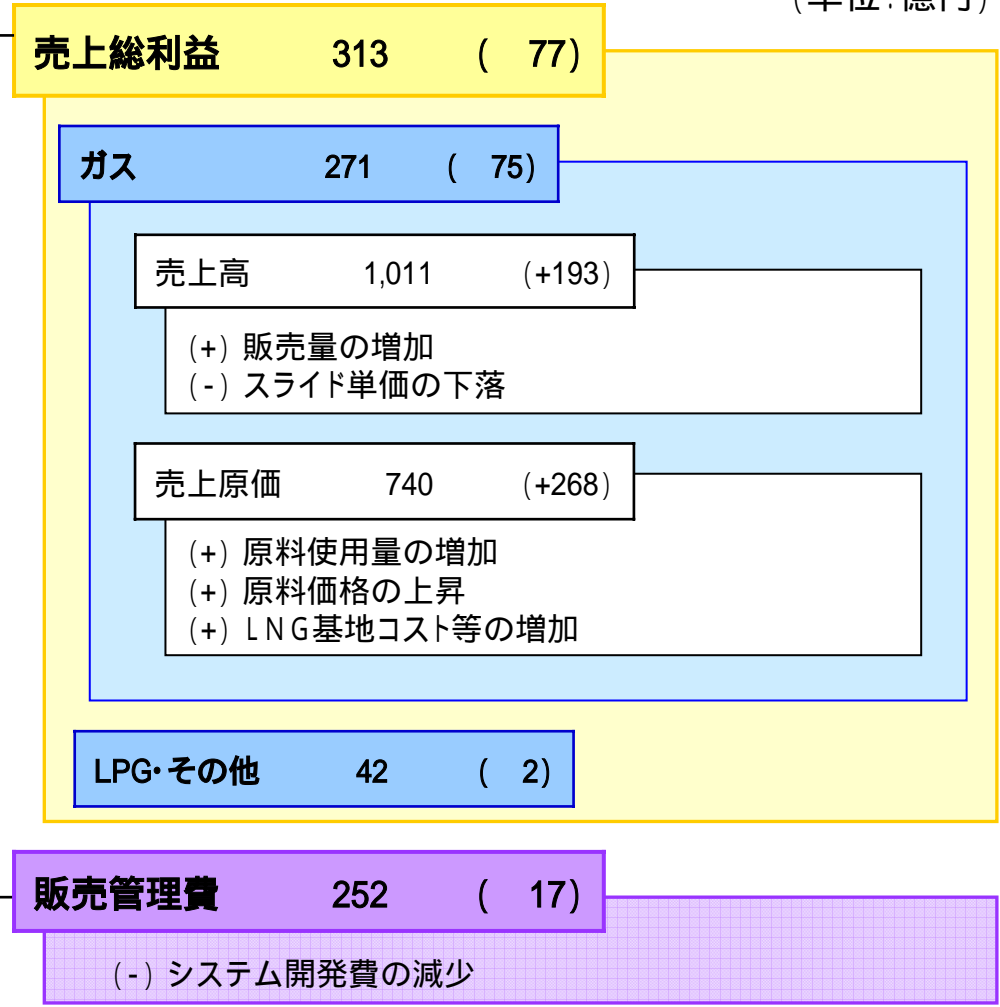 (単位:億円)
売上総利益 313 ( 77)
ガス 271 ( 75)
売上高 1,011 (+193)
(+) 販売量の増加
(-) スライド単価の下落
売上原価 740 (+268)
(+) 原料使用量の増加
(+) 原料価格の上昇
(+) LNG基地コスト等の増加
LPG・その他 42 ( 2)
販売管理費 252 ( 17)
(-) システム開発費の減少